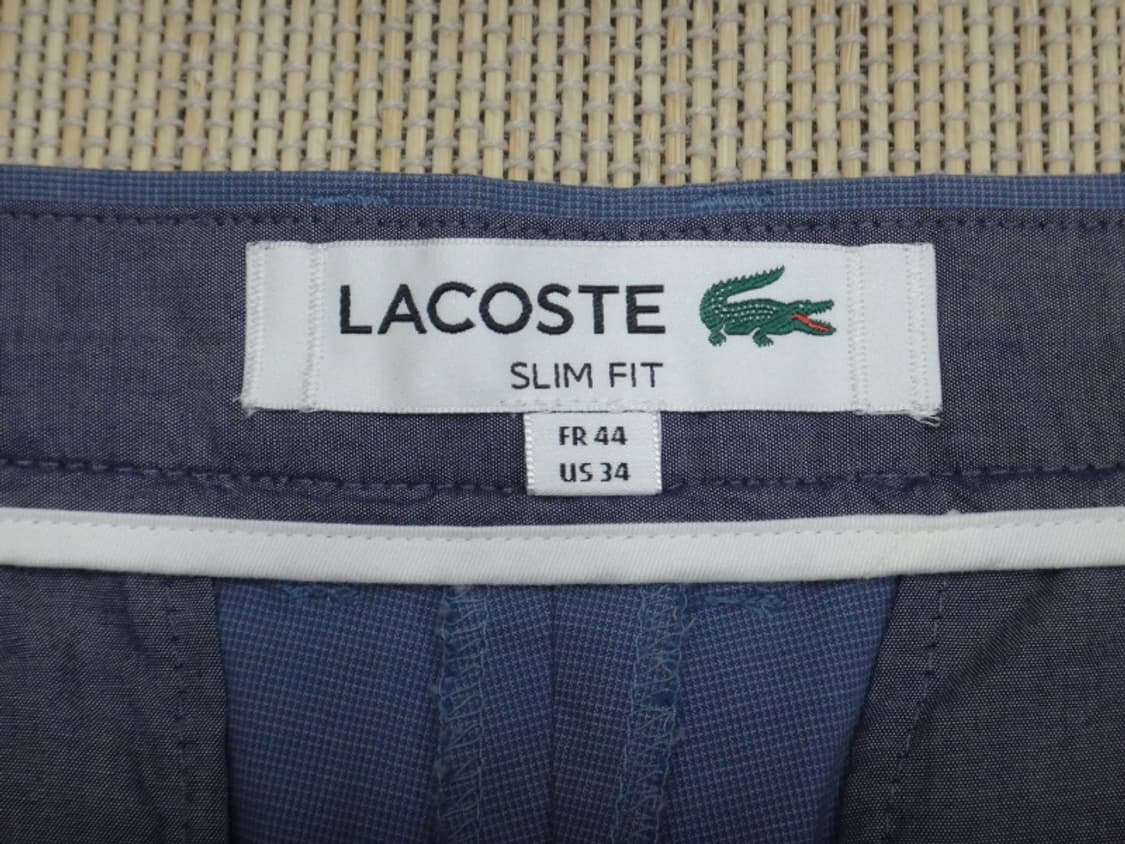 LACOSTE
SLIM FIT
FR 44
US 34